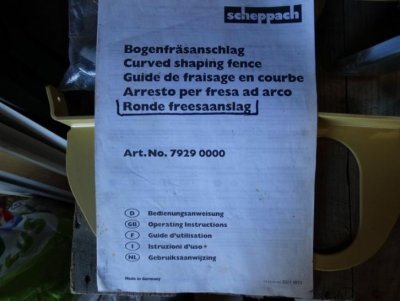 scheppach
Bogenfräsanschlag
Curved shaping fence
Guide de fraisage en courbe
Arresto per fresa ad arco
Ronde freesaanslag
Art.No. 7929 0000
D Bedienungsanweisung
GB Operating Instructions
F Guide d'utilisation
I Istruzioni d'uso
NL Gebruiksaanwijzing
Made in Germany